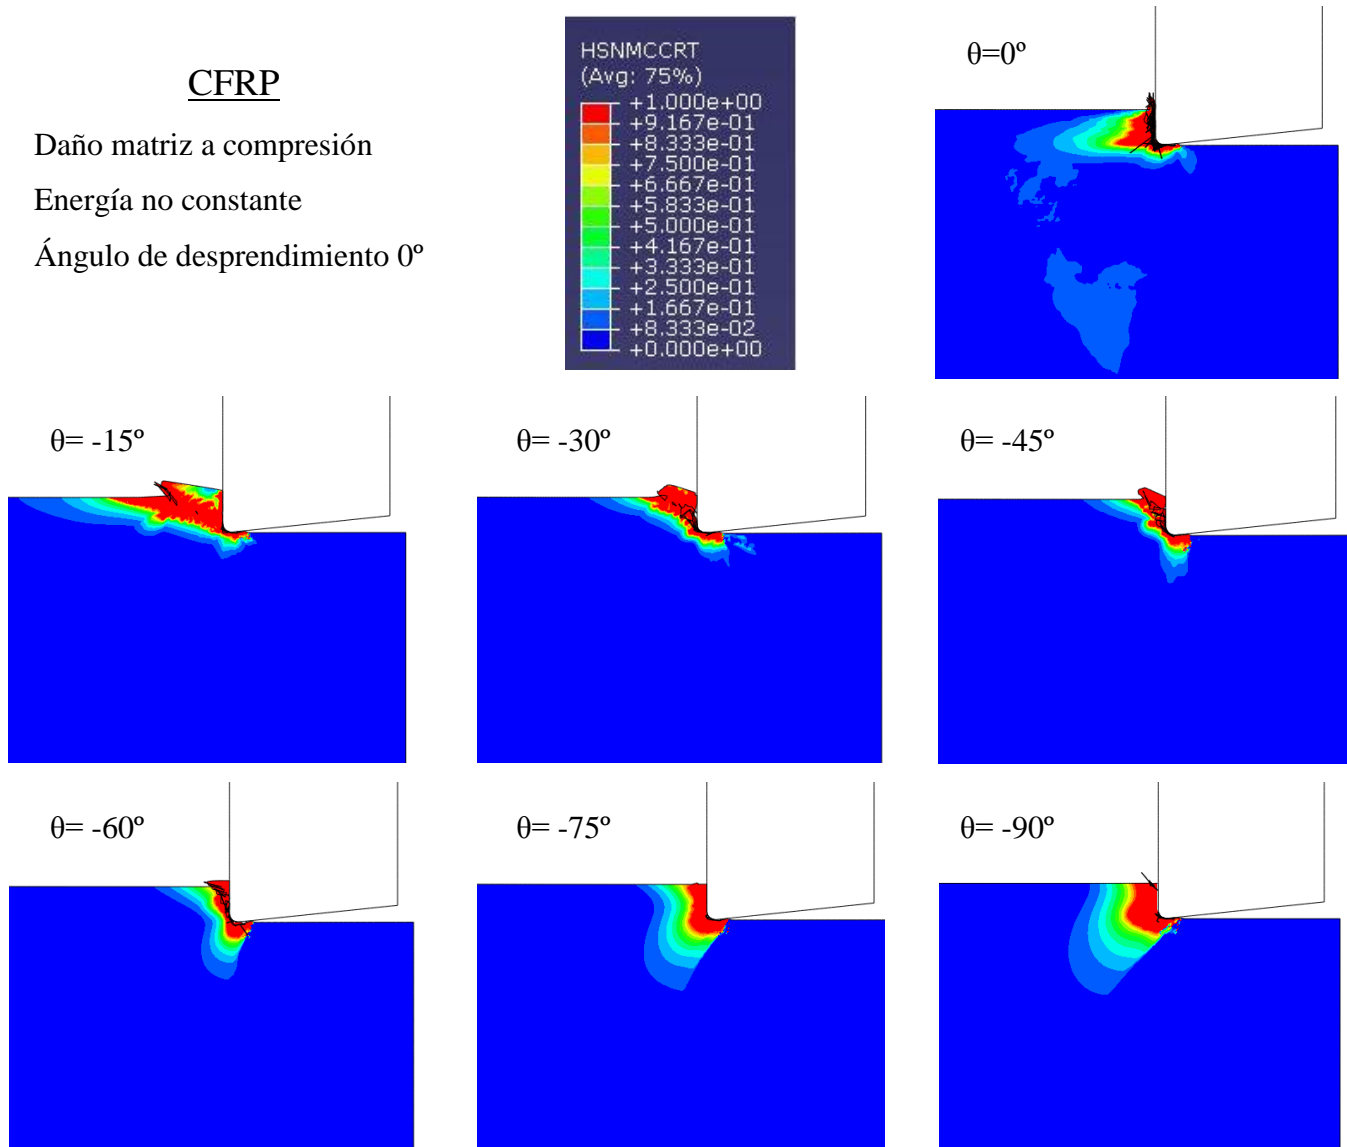 CFRP
Daño matriz a compresión
Energía no constante
Ángulo de desprendimiento 0º
HSNMCCRT
(Avg: 75%)
+1.000e+00
+9.167e-01
+8.333e-01
+7.500e-01
+6.667e-01
+5.833e-01
+5.000e-01
+4.167e-01
+3.333e-01
+2.500e-01
+1.667e-01
+8.333e-02
+0.000e+00
θ=0º
θ= -15º
θ= -30º
θ= -45º
θ= -60º
θ= -75º
θ= -90º